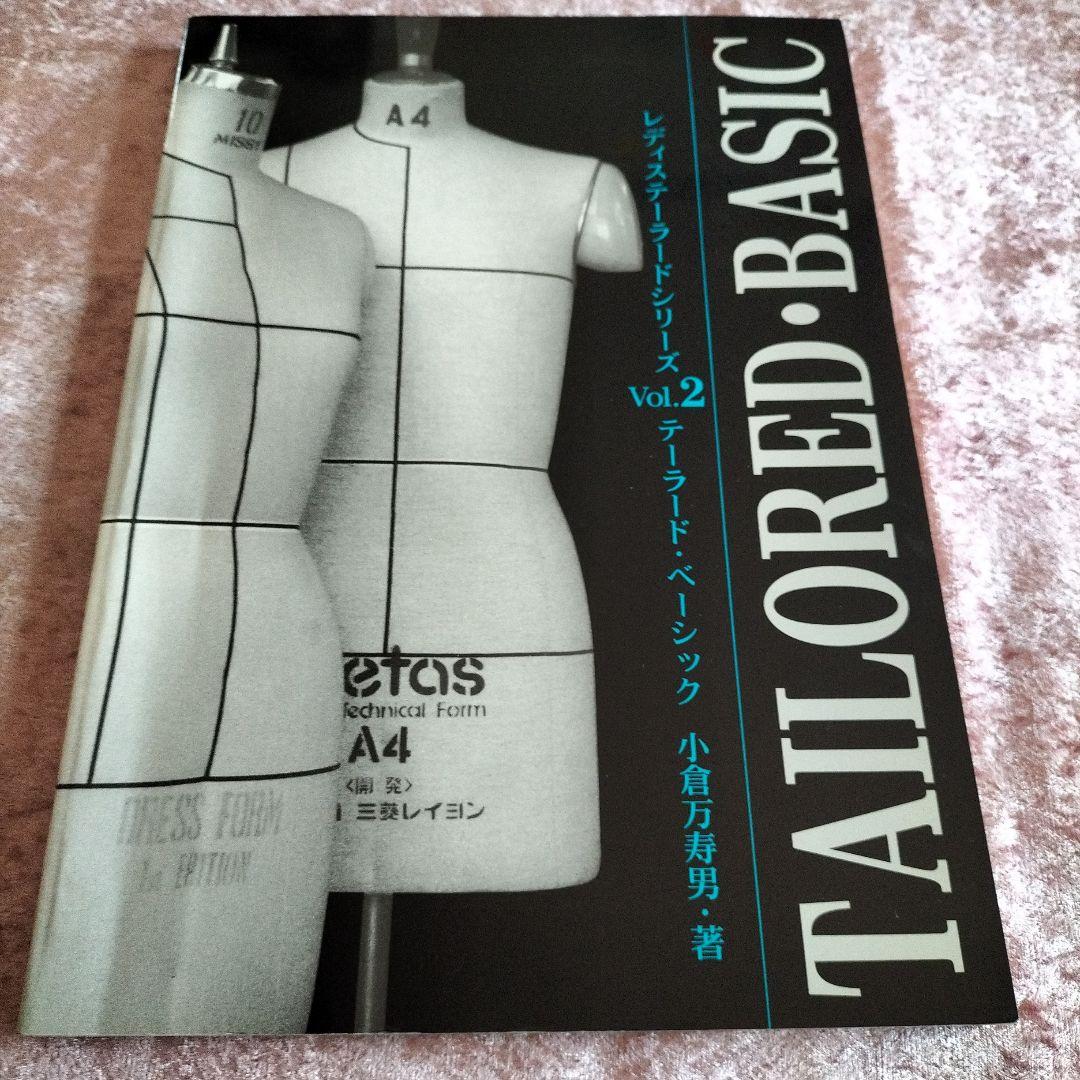 TAILORED・BASIC
レディステーラードシリーズ
Vol.2
テーラード・ベーシック
小倉万寿男・著
10
MISSY
A4
etas
Technical Form
A4
〈開発〉
三菱レイヨン
DRESS FORM
EDITION